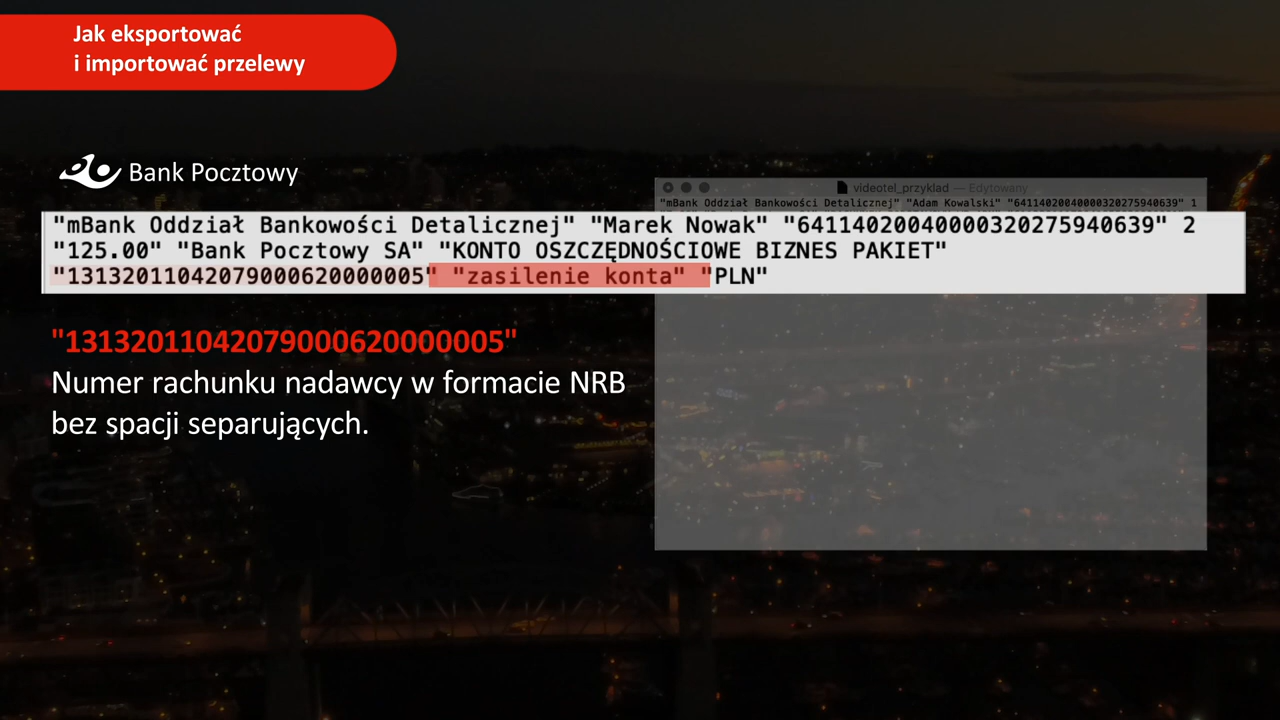 Jak eksportować
i importować przelewy
Bank Pocztowy
videotel_przyklad — Edytowany
"mBank Oddział Bankowości Detalicznej" "Adam Kowalski" "64114020040000320275940639" 1
"mBank Oddział Bankowości Detalicznej" "Marek Nowak" "64114020040000320275940639" 2
"125.00" "Bank Pocztowy SA" "KONTO OSZCZĘDNOŚCIOWE BIZNES PAKIET"
"13132011042079000620000005" "zasilenie konta" "PLN"
"13132011042079000620000005"
Numer rachunku nadawcy w formacie NRB
bez spacji separujących.